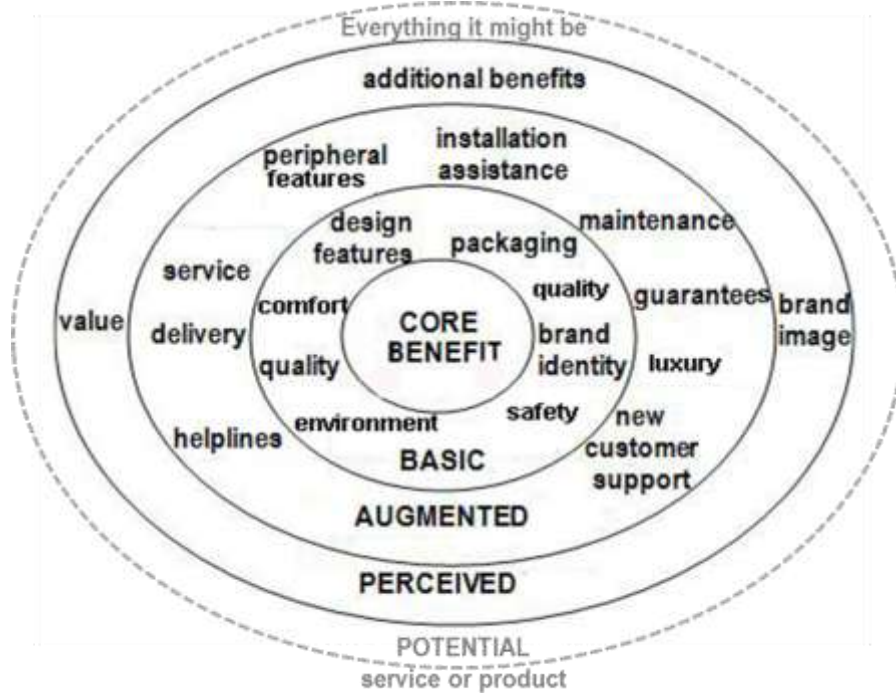 Everything it might be
additional benefits
installation
assistance
peripheral
features
design
features
packaging
maintenance
service
comfort
quality
guarantees
value
delivery
CORE
BENEFIT
brand
identity
brand
image
quality
luxury
helplines
environment
safety
new
customer
support
BASIC
AUGMENTED
PERCEIVED
POTENTIAL
service or product